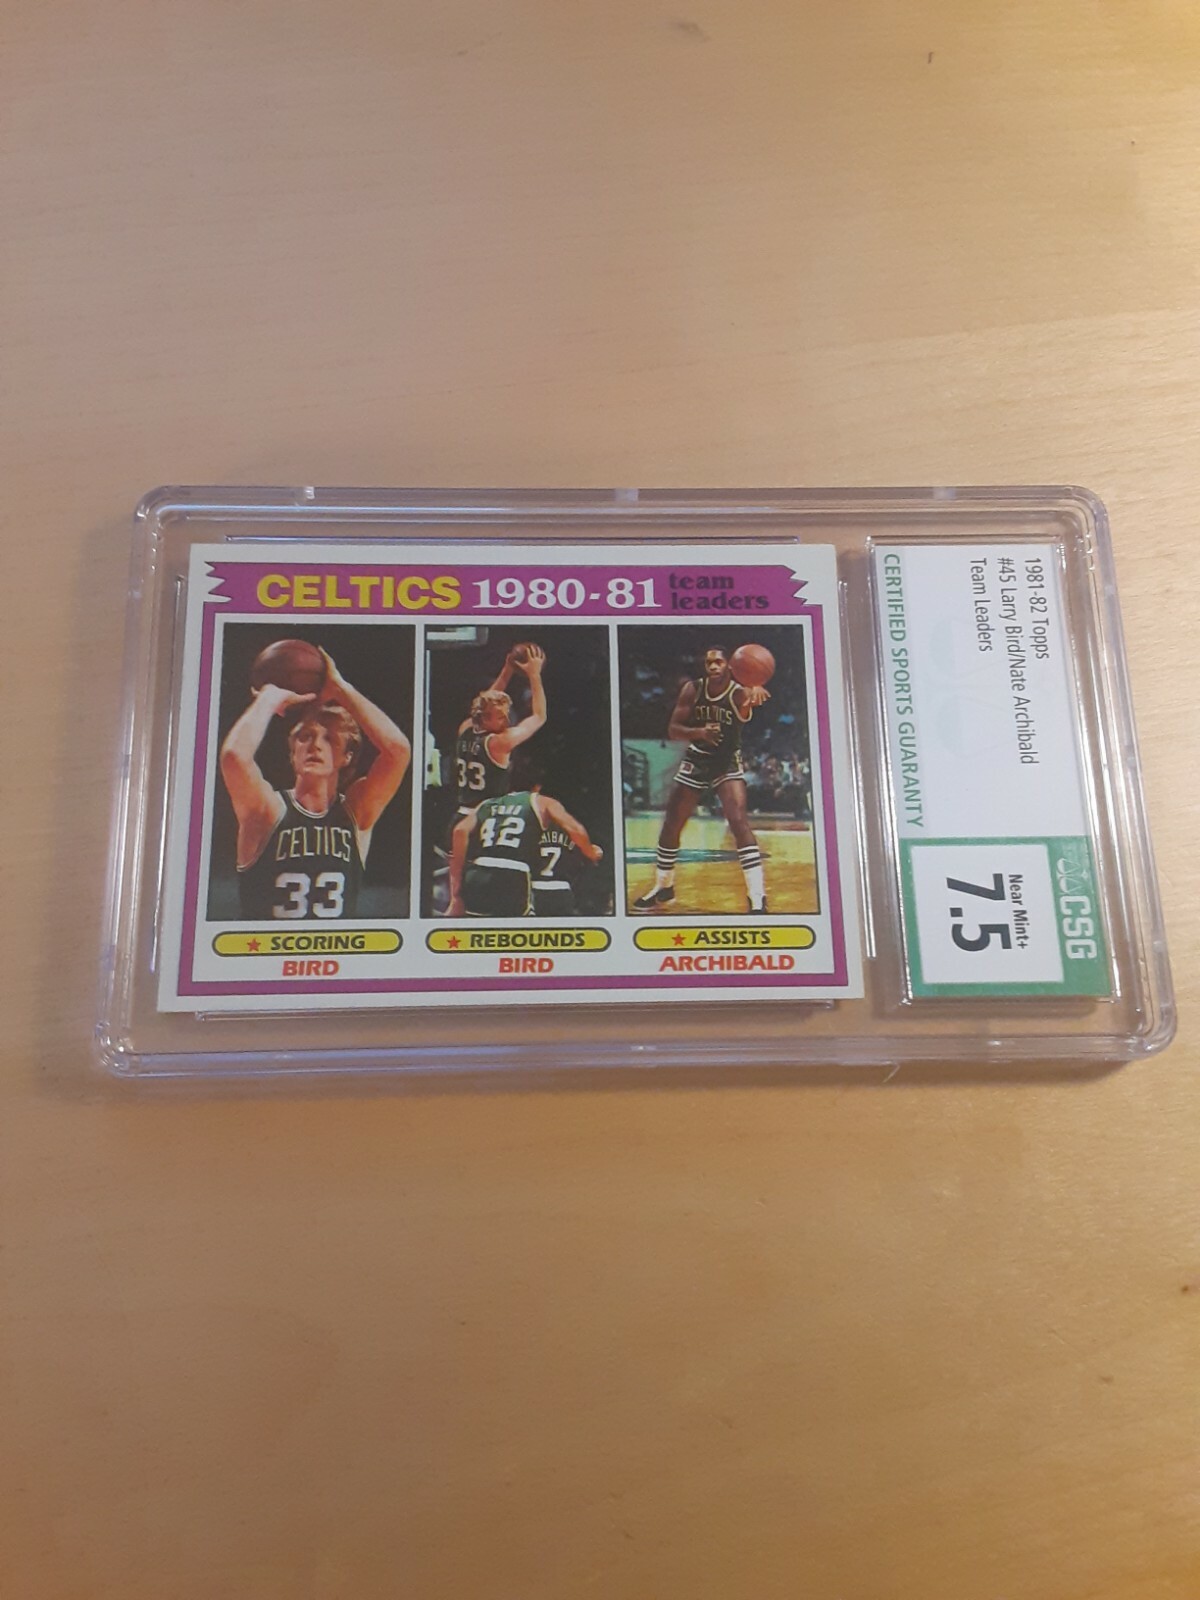 CELTICS 1980-81 team leaders
CELTICS
33
33
FORD
42
7
CELTICS
★ SCORING
BIRD
★ REBOUNDS
BIRD
★ ASSISTS
ARCHIBALD
1981-82 Topps
#45 Larry Bird/Nate Archibald
Team Leaders
CERTIFIED SPORTS GUARANTY
CSG
Near Mint+
7.5